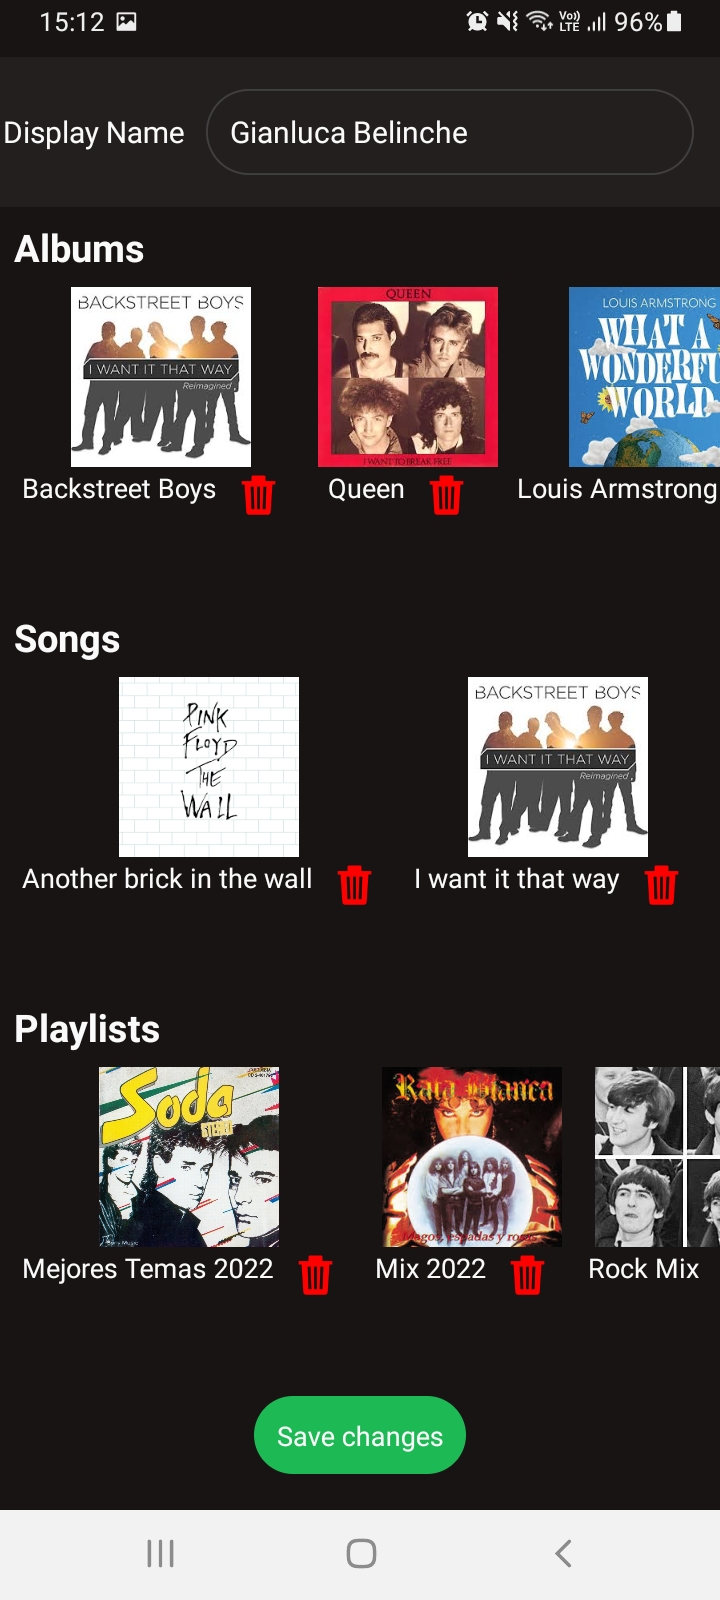 15:12
Vo))
LTE
96%
Display Name
Gianluca Belinche
Albums
BACKSTREET BOYS
I WANT IT THAT WAY
Reimagined
QUEEN
I WANT TO BREAK FREE
LOUIS ARMSTRONG
WHAT A
WONDERFU
WORLD
Backstreet Boys
Queen
Louis Armstrong
Songs
PINK
FLOYD
THE
WALL
BACKSTREET BOYS
I WANT IT THAT WAY
Reimagined
Another brick in the wall
I want it that way
Playlists
Soda
STEREO
Sony Music
Rata Blanca
Magos, espadas y rosas
Mejores Temas 2022
Mix 2022
Rock Mix
Save changes